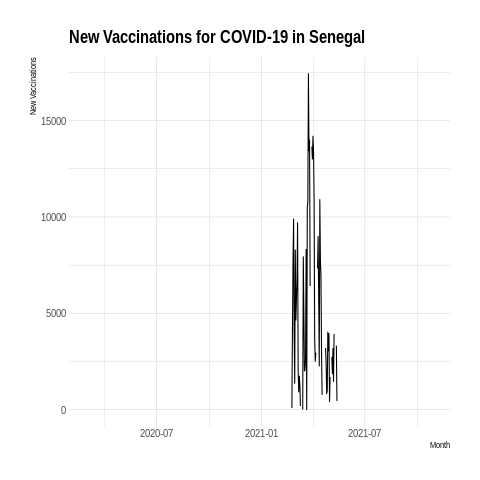 New Vaccinations for COVID-19 in Senegal
New Vaccinations
15000
10000
5000
0
2020-07 2021-01 2021-07
Month